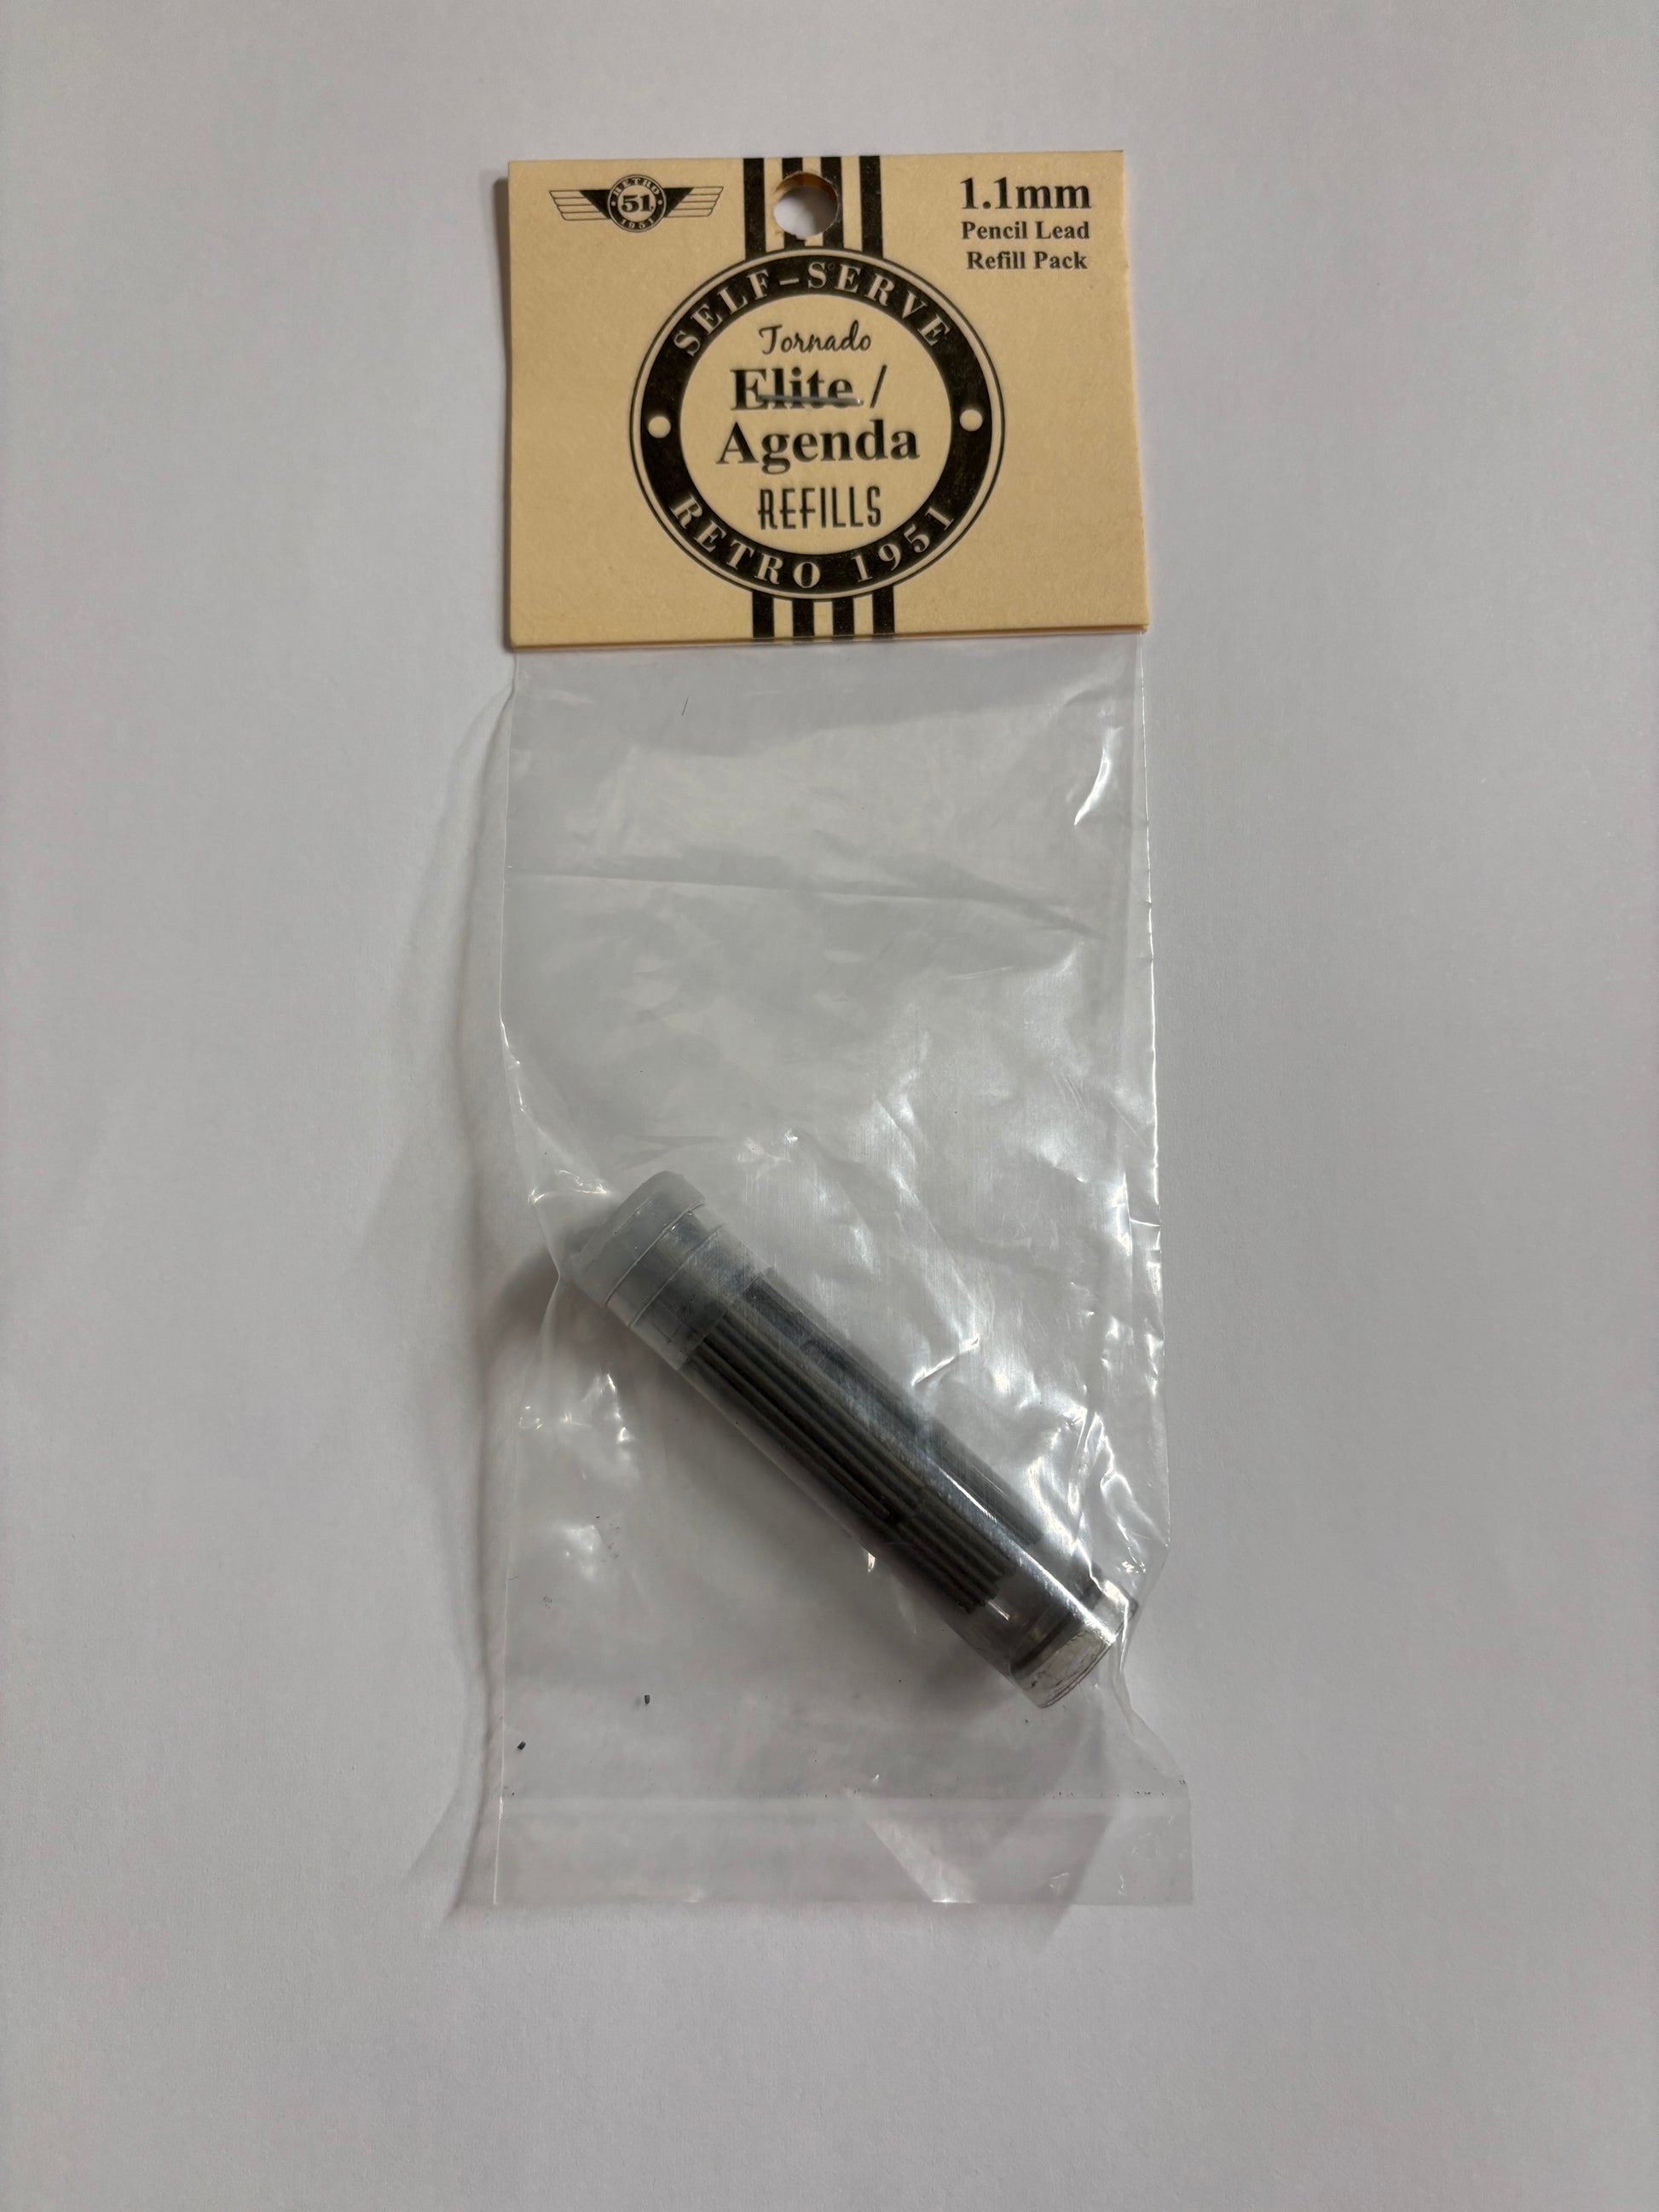 RETRO
51
1951
1.1mm
Pencil Lead
Refill Pack
SELF-SERVE
Tornado
Elite /
Agenda
REFILLS
RETRO 1951